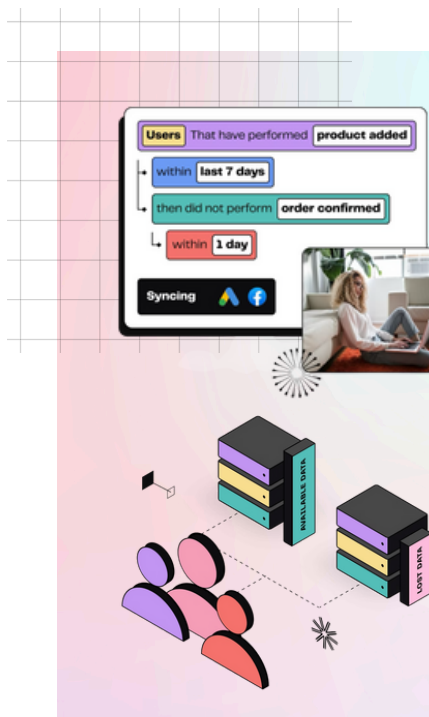 Users That have performed product added
within last 7 days
then did not perform order confirmed
within 1 day
Syncing
AVAILABLE DATA
LOST DATA